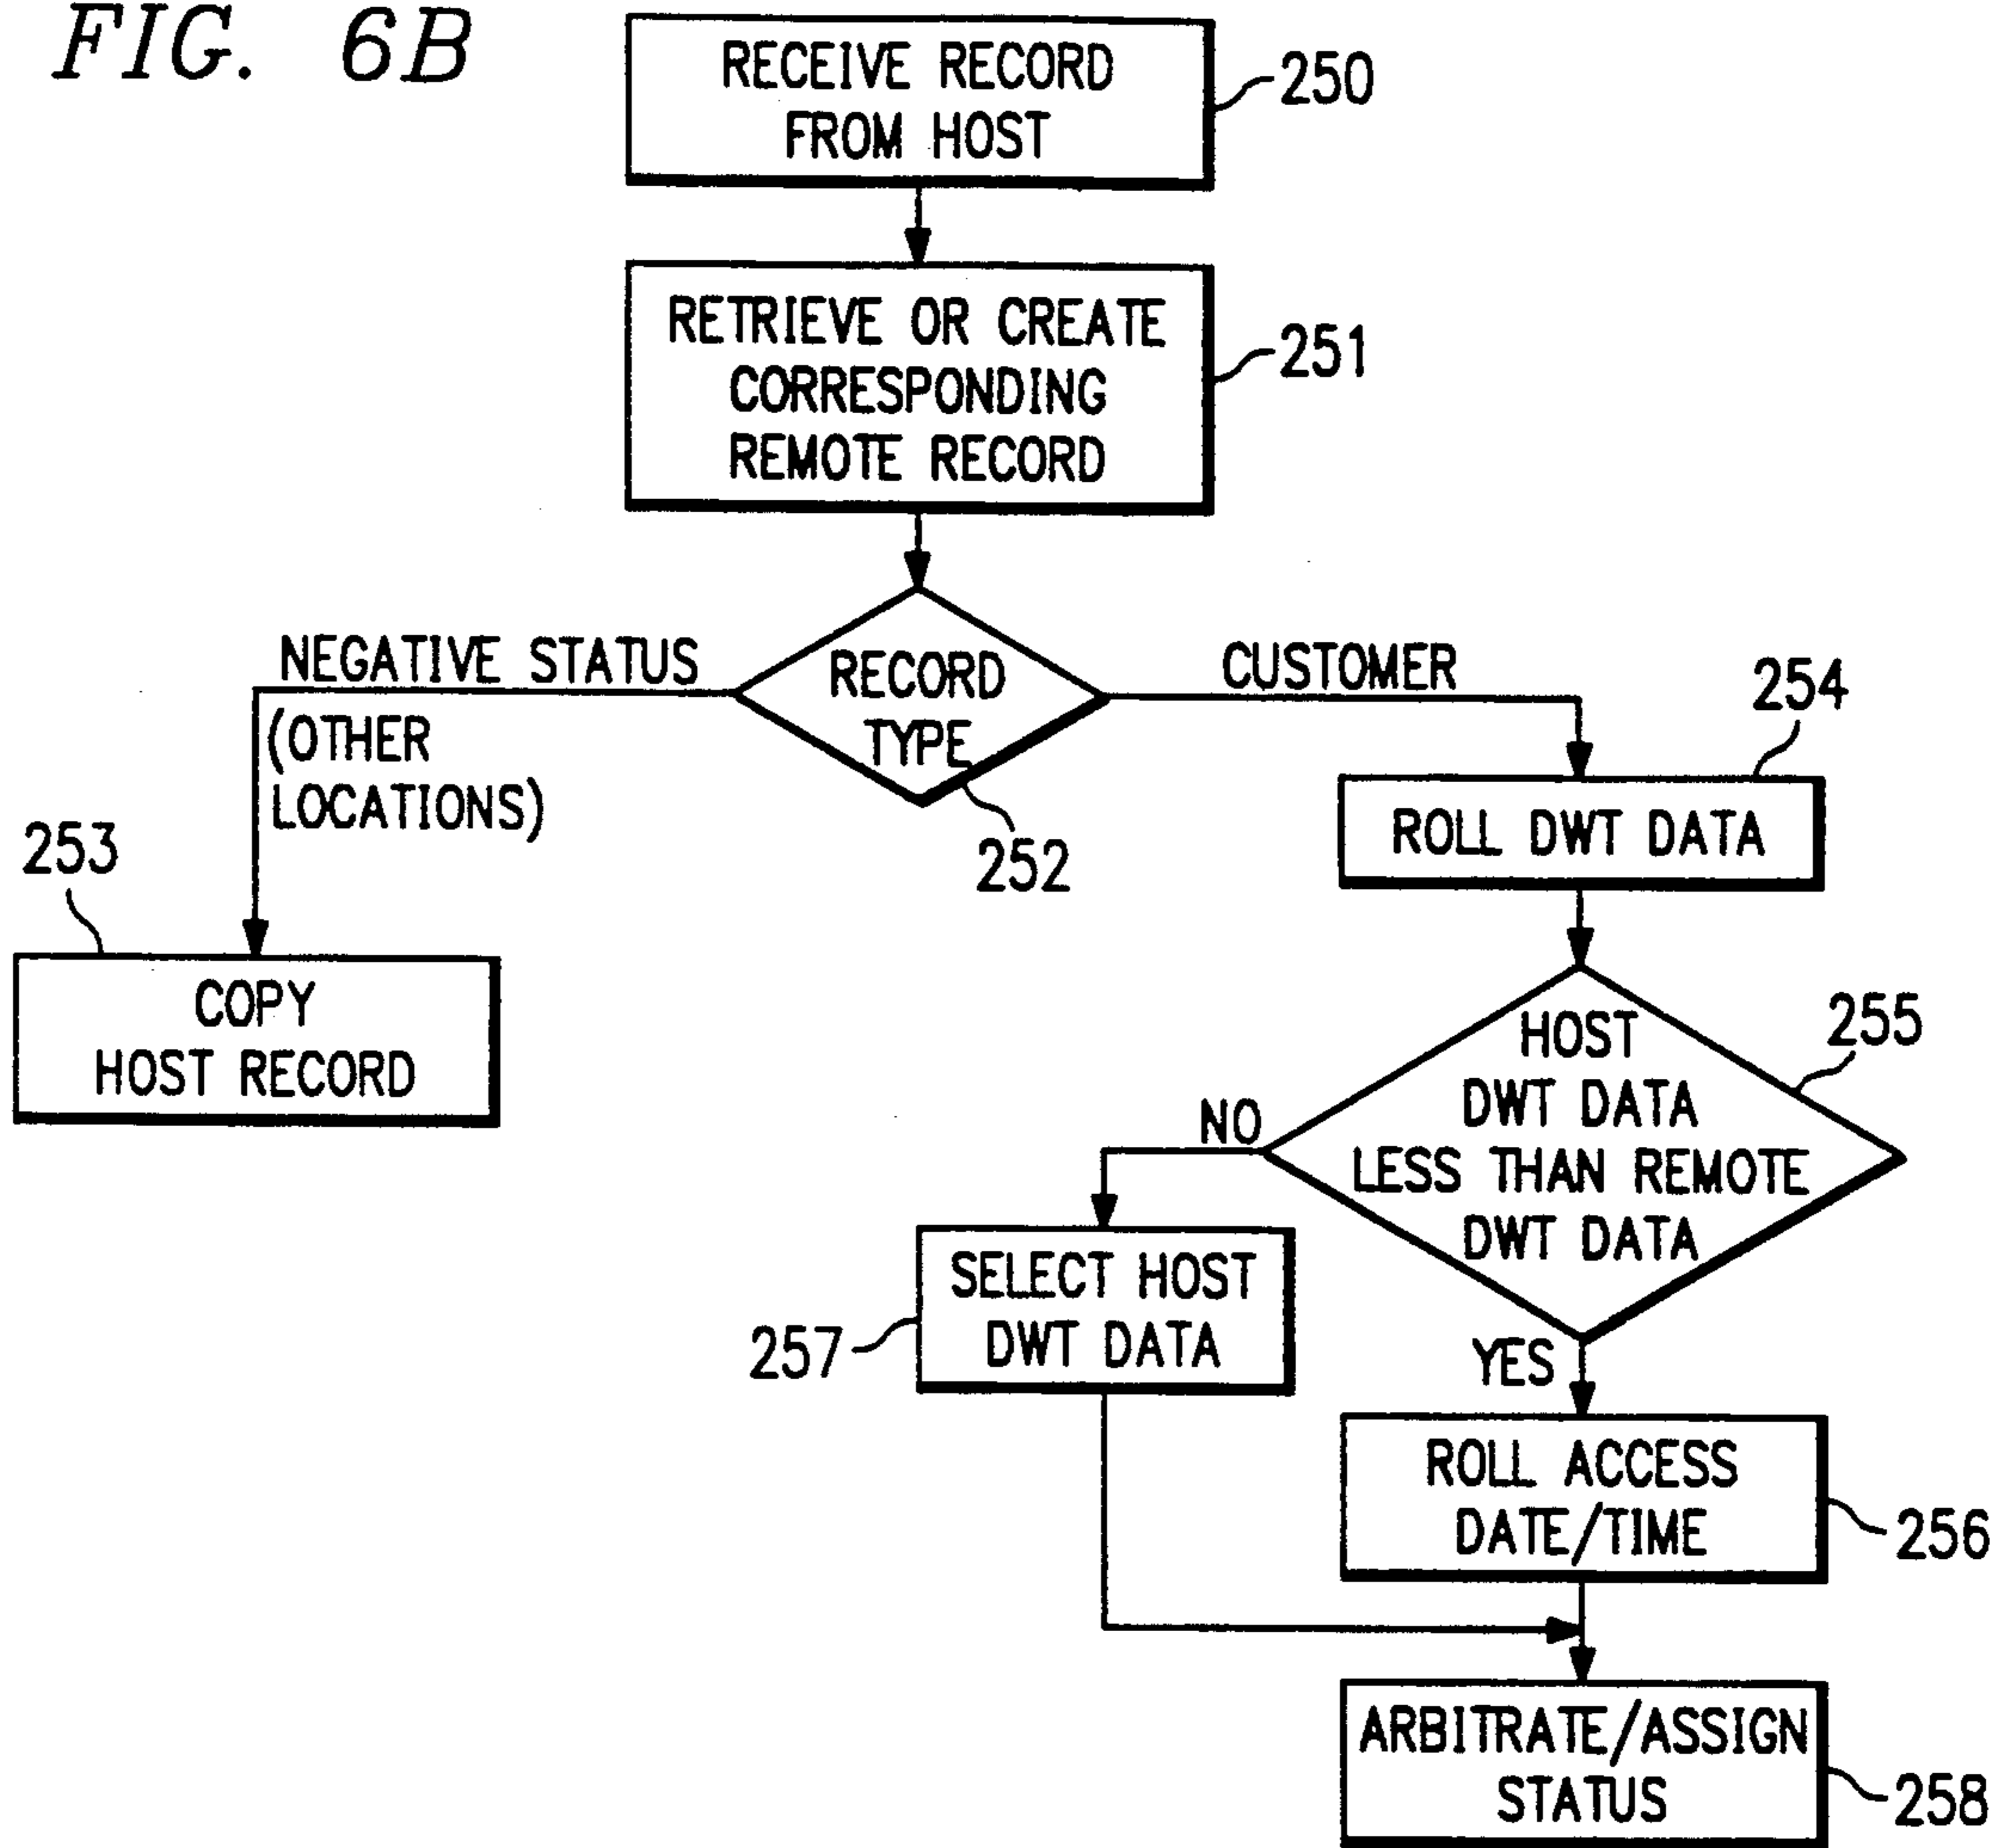 FIG. 6B
RECEIVE RECORD
FROM HOST
250
RETRIEVE OR CREATE
CORRESPONDING
REMOTE RECORD
251
NEGATIVE STATUS
(OTHER
LOCATIONS)
RECORD
TYPE
252
CUSTOMER
253
COPY
HOST RECORD
254
ROLL DWT DATA
HOST
DWT DATA
LESS THAN REMOTE
DWT DATA
255
NO
SELECT HOST
DWT DATA
257
YES
ROLL ACCESS
DATE/TIME
256
ARBITRATE/ASSIGN
STATUS
258